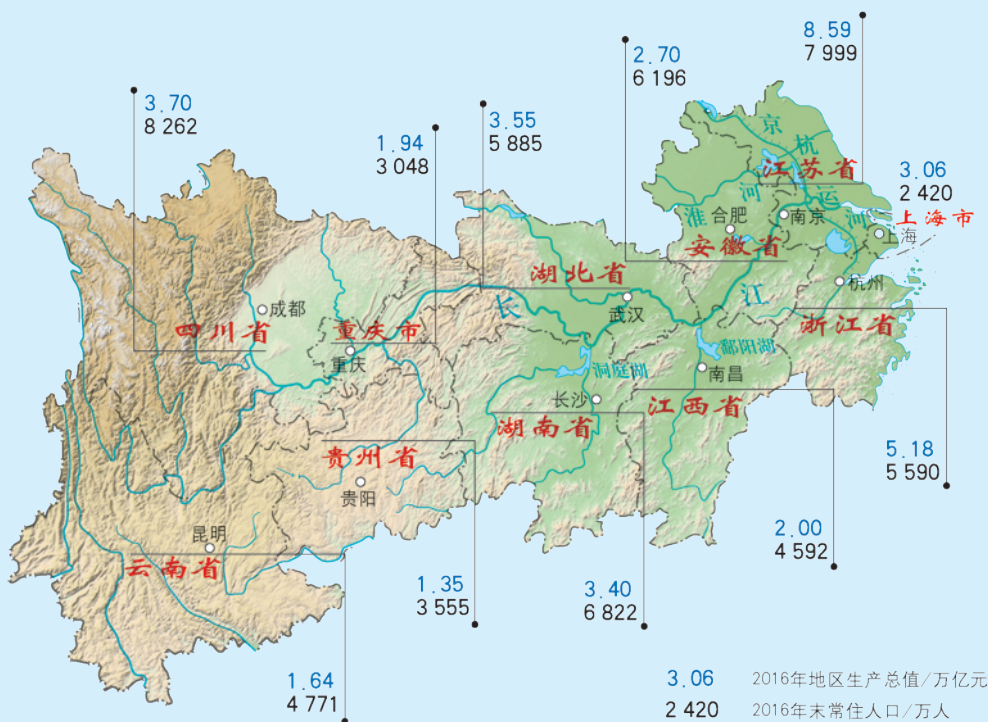 8.59
7 999
2.70
6 196
3.70
8 262
3.55
5 885
1.94
3 048
京
杭
运
河
江苏省
3.06
2 420
上海市
上海
淮
河
合肥
南京
安徽省
湖北省
长
江
武汉
杭州
浙江省
成都
四川省
重庆市
重庆
鄱阳湖
洞庭湖
南昌
长沙
江西省
湖南省
贵州省
贵阳
昆明
云南省
5.18
5 590
2.00
4 592
1.35
3 555
3.40
6 822
1.64
4 771
3.06 2016年地区生产总值/万亿元
2 420 2016年末常住人口/万人